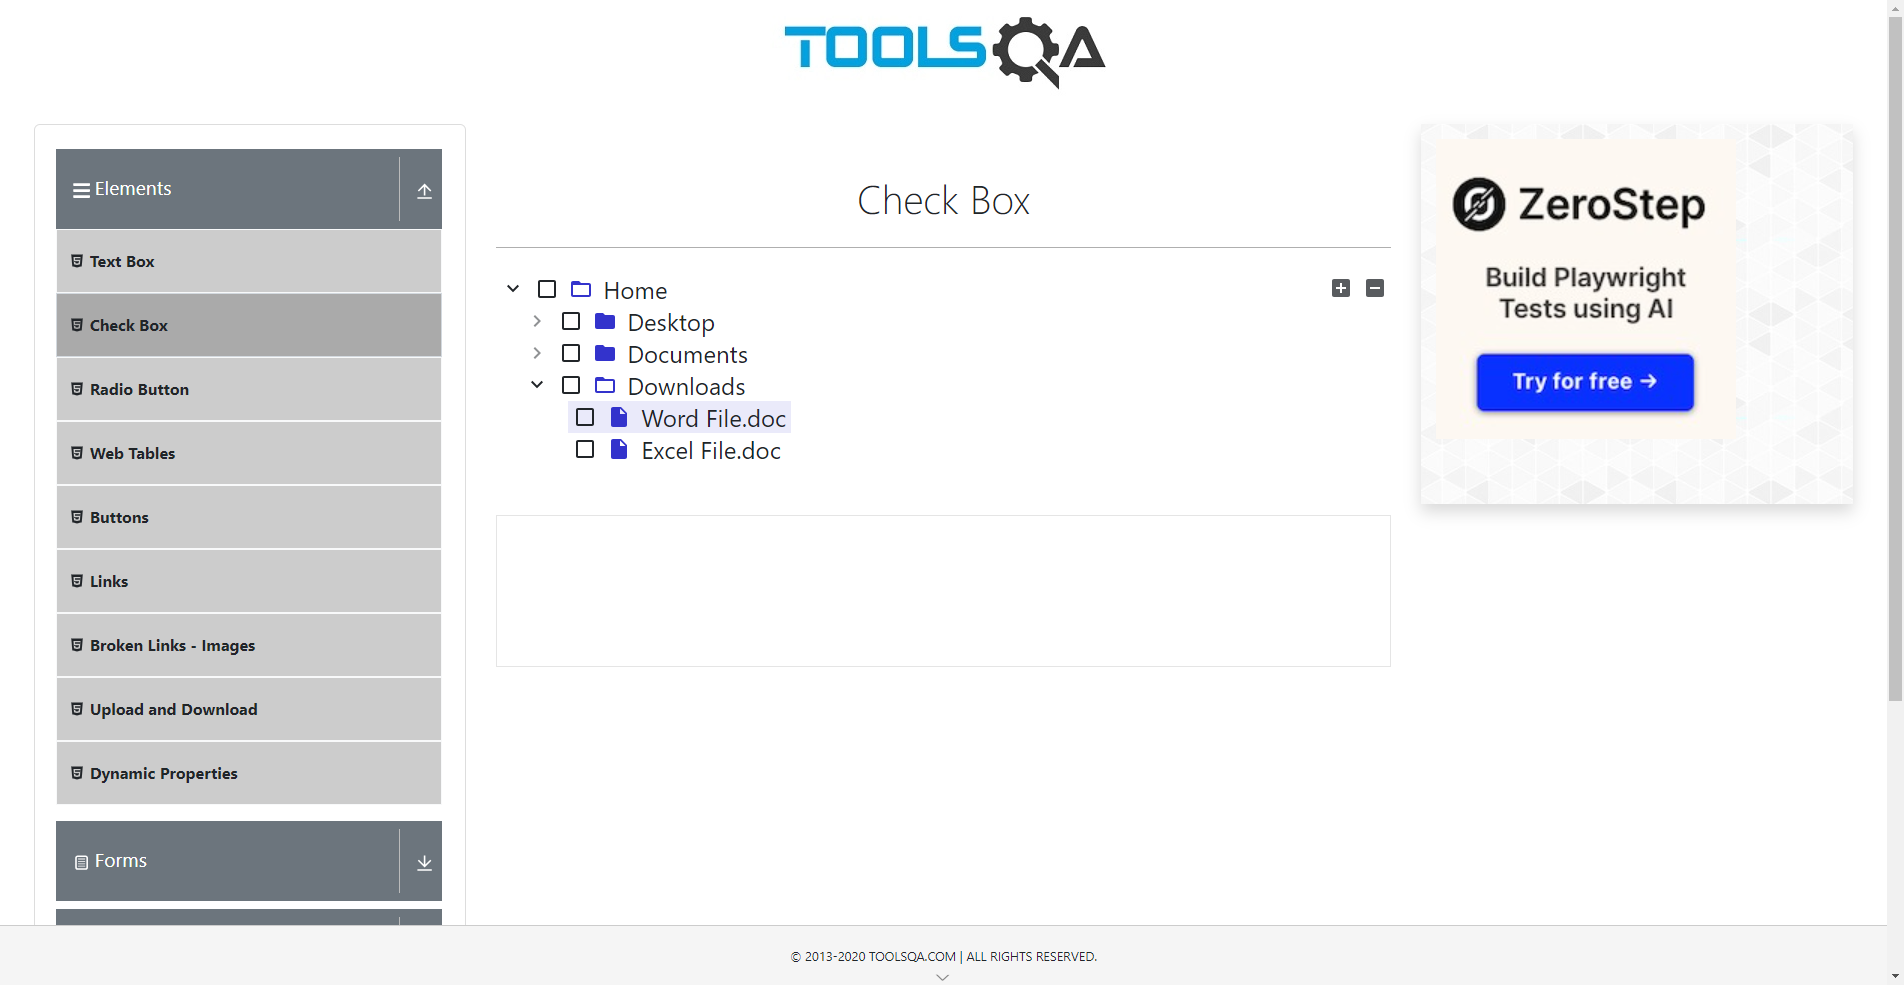 TOOLSQA
Elements
Text Box
Check Box
Radio Button
Web Tables
Buttons
Links
Broken Links - Images
Upload and Download
Dynamic Properties
Forms
Check Box
Home
Desktop
Documents
Downloads
Word File.doc
Excel File.doc
ZeroStep
Build Playwright
Tests using AI
Try for free →
© 2013-2020 TOOLSQA.COM | ALL RIGHTS RESERVED.